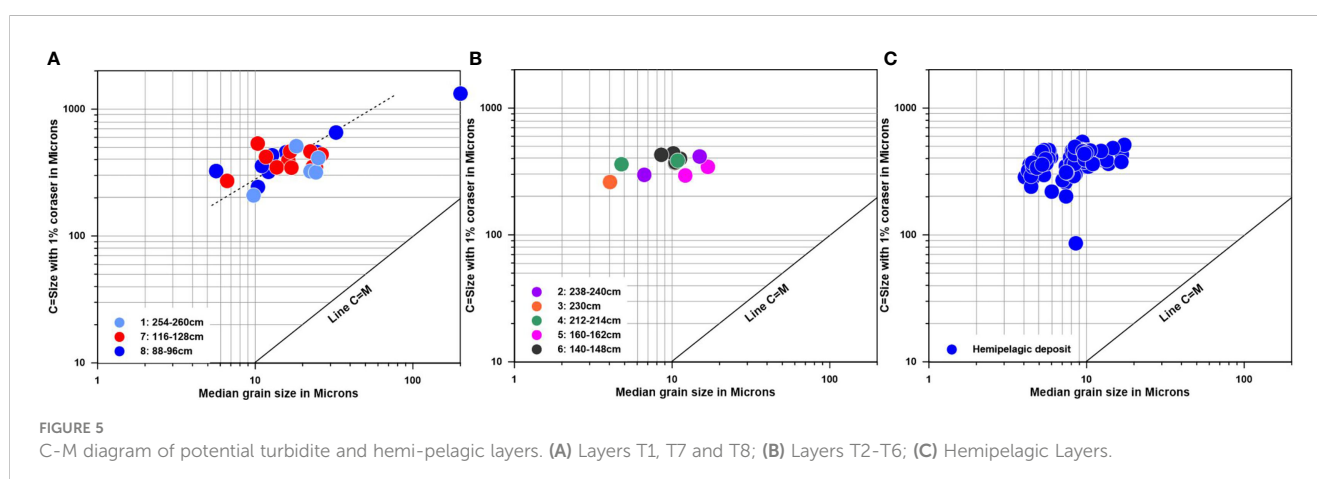 A
C=Size with 1% coraser in Microns
1000
100
10
Line C=M
1: 254-260cm
7: 116-128cm
8: 88-96cm
1
10
100
Median grain size in Microns
B
C=Size with 1% coraser in Microns
1000
100
10
Line C=M
2: 238-240cm
3: 230cm
4: 212-214cm
5: 160-162cm
6: 140-148cm
1
10
100
Median grain size in Microns
C
C=Size with 1% coraser in Microns
1000
100
10
Line C=M
Hemipelagic deposit
1
10
100
Median grain size in Microns
FIGURE 5
C-M diagram of potential turbidite and hemi-pelagic layers. (A) Layers T1, T7 and T8; (B) Layers T2-T6; (C) Hemipelagic Layers.